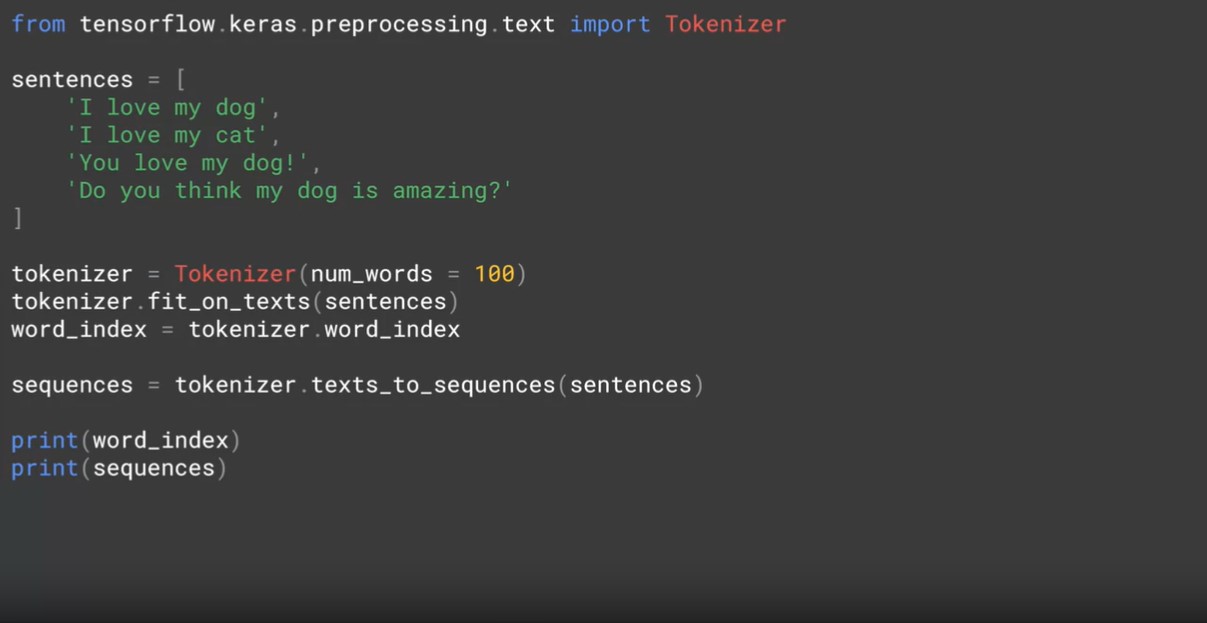 from tensorflow.keras.preprocessing.text import Tokenizer
sentences = [
    'I love my dog',
    'I love my cat',
    'You love my dog!',
    'Do you think my dog is amazing?'
]
tokenizer = Tokenizer(num_words = 100)
tokenizer.fit_on_texts(sentences)
word_index = tokenizer.word_index
sequences = tokenizer.texts_to_sequences(sentences)
print(word_index)
print(sequences)